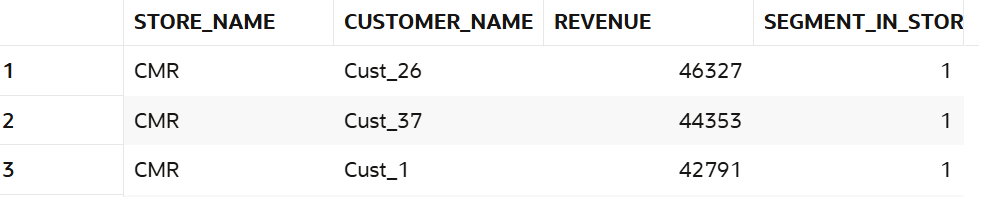 STORE_NAME CUSTOMER_NAME REVENUE SEGMENT_IN_STOR
1 CMR Cust_26 46327 1
2 CMR Cust_37 44353 1
3 CMR Cust_1 42791 1